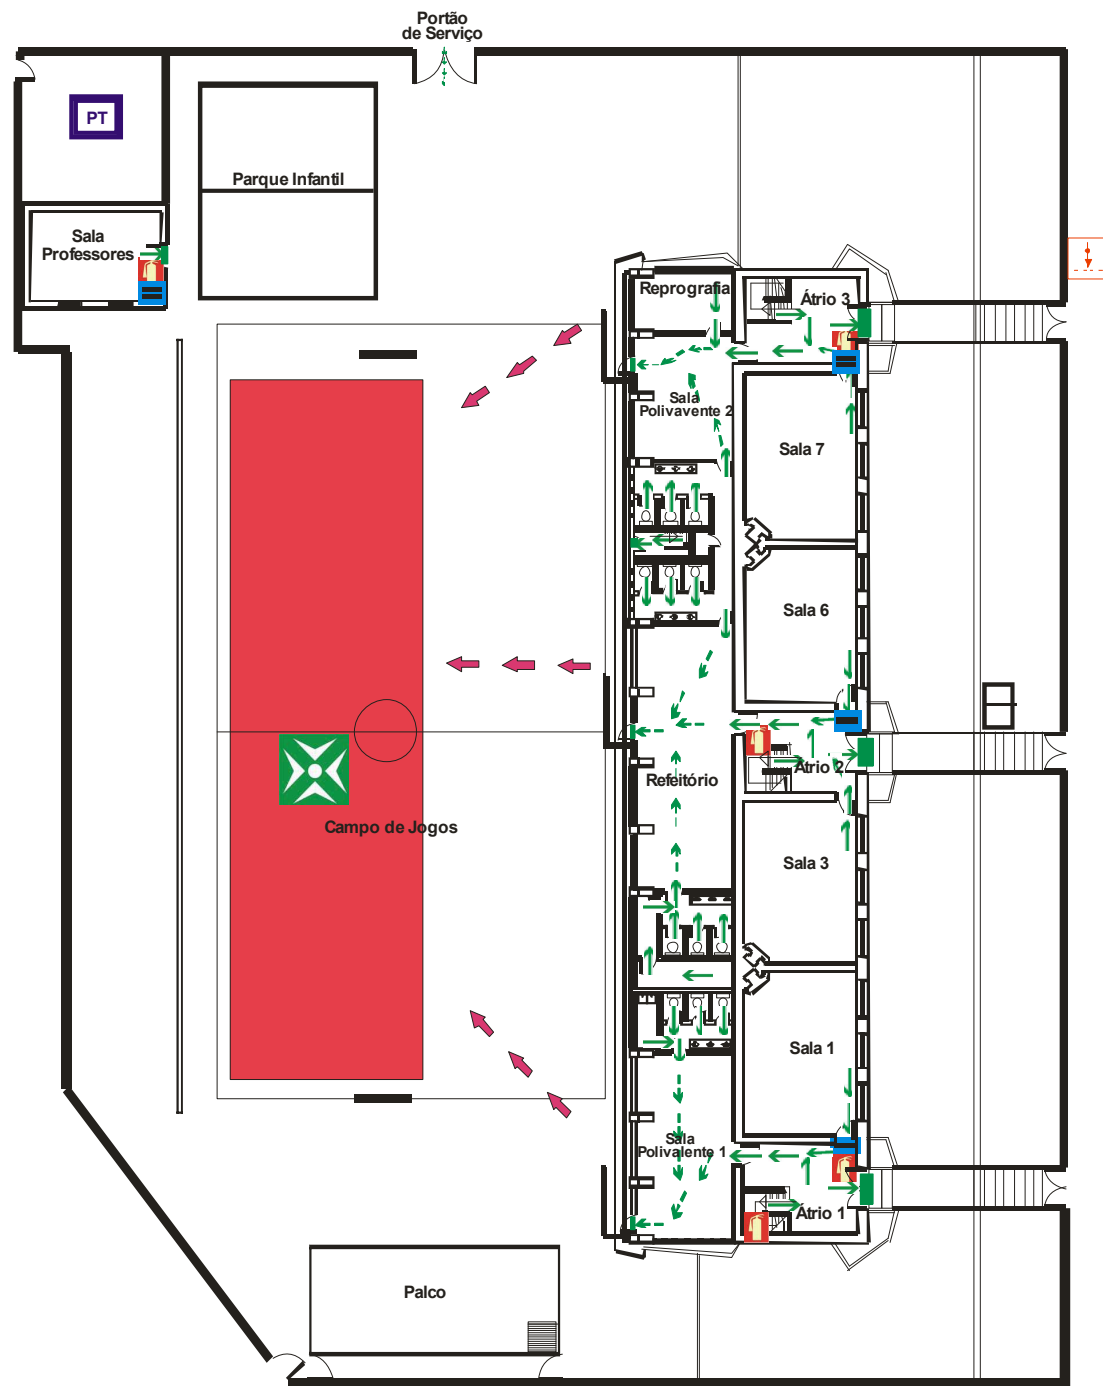 Portão
de Serviço
PT
Parque Infantil
Sala
Professores
Reprografia
Átrio 3
Sala
Polivavente 2
Sala 7
Sala 6
Átrio 2
Refeitório
Campo de Jogos
Sala 3
Sala 1
Sala
Polivalente 1
Átrio 1
Palco